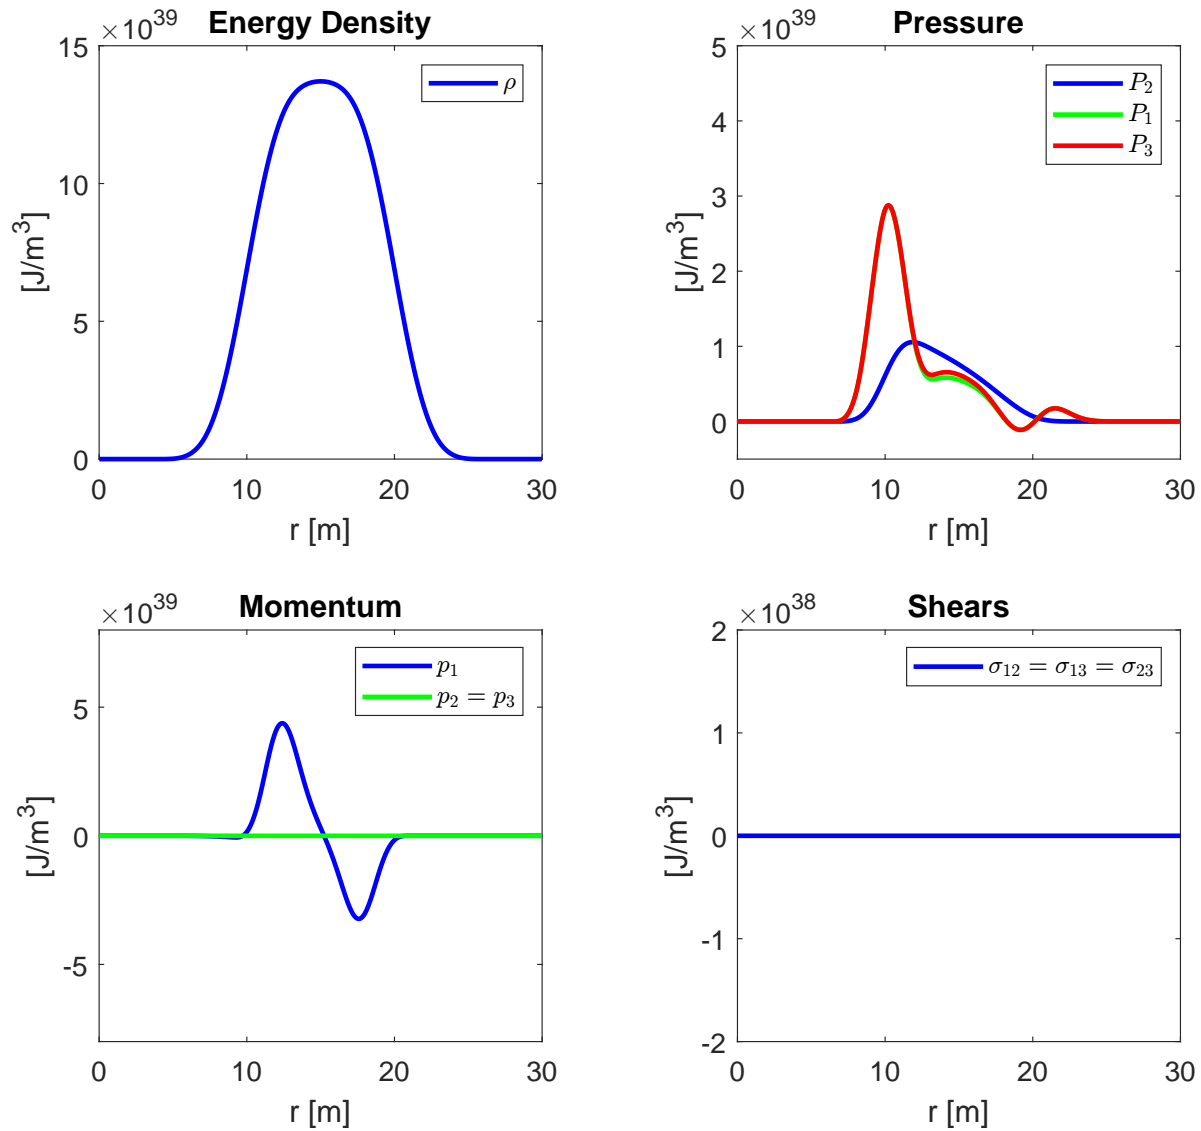 Energy Density
×10^39
15
10
5
0
[J/m^3]
ρ
0 10 20 30
r [m]
Pressure
×10^39
5
4
3
2
1
0
[J/m^3]
P_2
P_1
P_3
0 10 20 30
r [m]
Momentum
×10^39
5
0
-5
[J/m^3]
p_1
p_2 = p_3
0 10 20 30
r [m]
Shears
×10^38
2
1
0
-1
-2
[J/m^3]
σ_12 = σ_13 = σ_23
0 10 20 30
r [m]